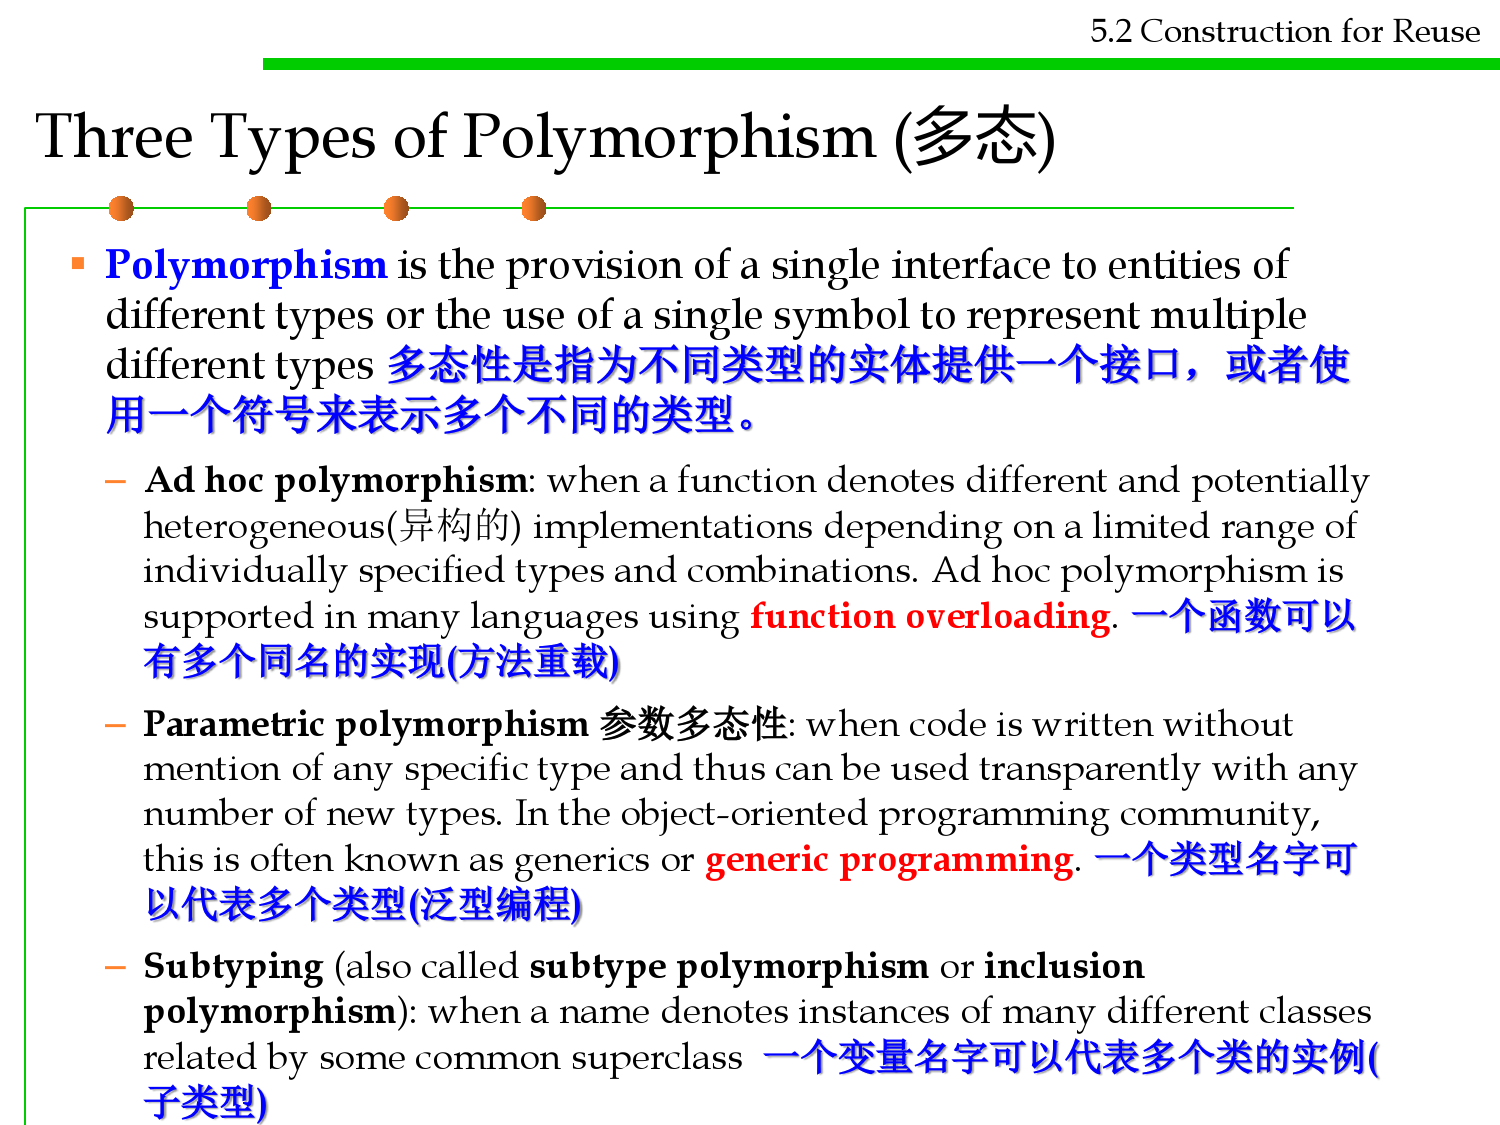 5.2 Construction for Reuse
Three Types of Polymorphism (多态)
Polymorphism is the provision of a single interface to entities of
different types or the use of a single symbol to represent multiple
different types 多态性是指为不同类型的实体提供一个接口，或者使
用一个符号来表示多个不同的类型。
– Ad hoc polymorphism: when a function denotes different and potentially
heterogeneous(异构的) implementations depending on a limited range of
individually specified types and combinations. Ad hoc polymorphism is
supported in many languages using function overloading. 一个函数可以
有多个同名的实现(方法重载)
– Parametric polymorphism 参数多态性: when code is written without
mention of any specific type and thus can be used transparently with any
number of new types. In the object-oriented programming community,
this is often known as generics or generic programming. 一个类型名字可
以代表多个类型(泛型编程)
– Subtyping (also called subtype polymorphism or inclusion
polymorphism): when a name denotes instances of many different classes
related by some common superclass 一个变量名字可以代表多个类的实例(
子类型)